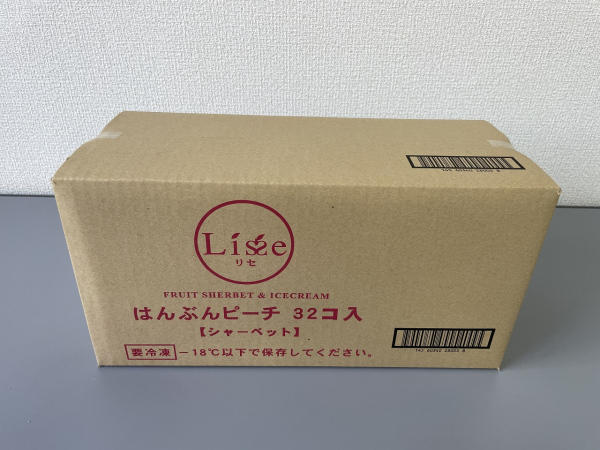 Lisse
リセ
FRUIT SHERBET & ICECREAM
はんぶんピーチ 32コ入
【シャーベット】
要冷凍 －18℃以下で保存してください。